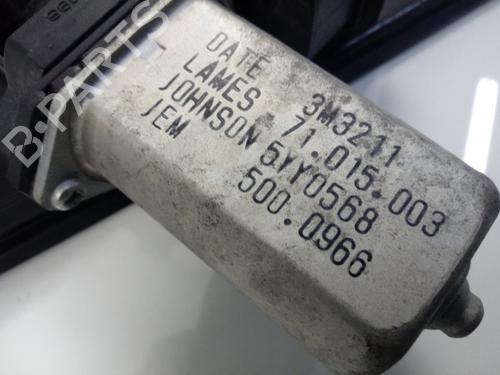 DATE 3M3211
LAMES 71.015.003
JOHNSON 5YY0568
JEM 500.0966
B-PARTS